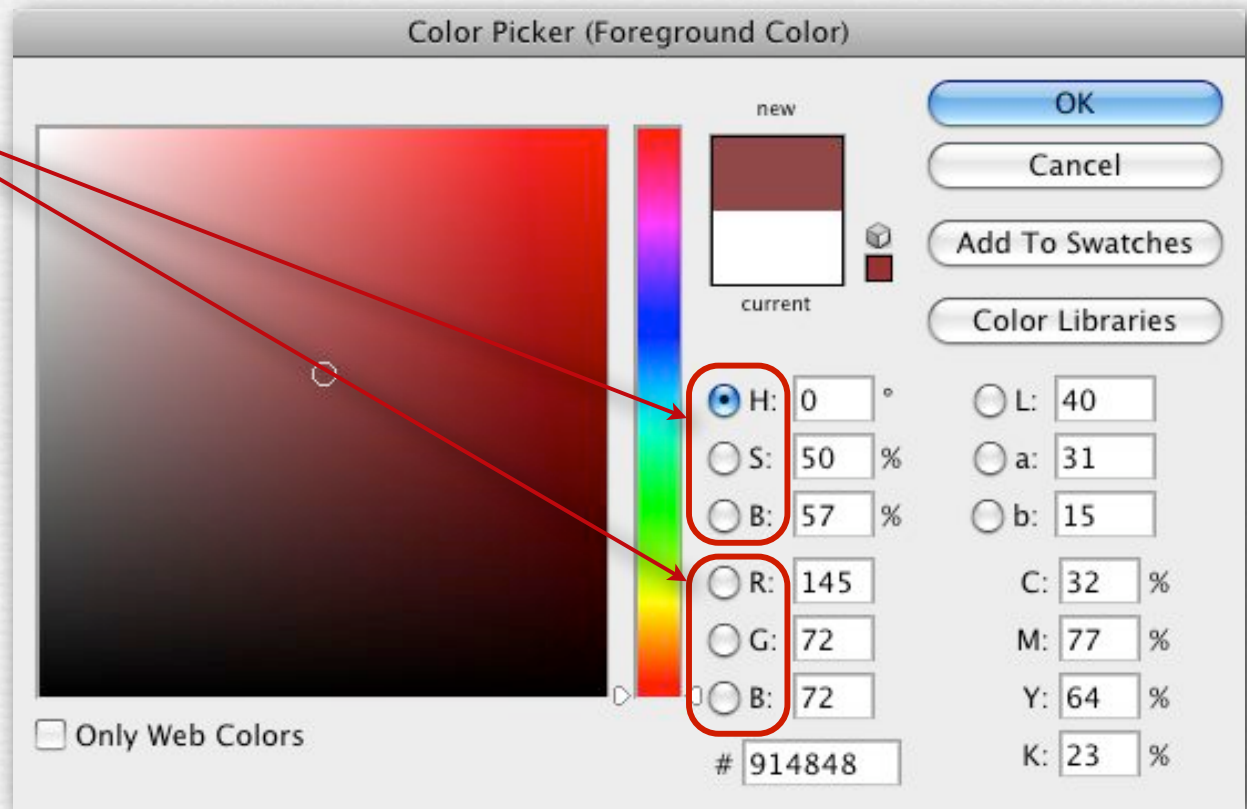 Color Picker (Foreground Color)
new
current
OK
Cancel
Add To Swatches
Color Libraries
H: 0 °
S: 50 %
B: 57 %
R: 145
G: 72
B: 72
# 914848
L: 40
a: 31
b: 15
C: 32 %
M: 77 %
Y: 64 %
K: 23 %
Only Web Colors